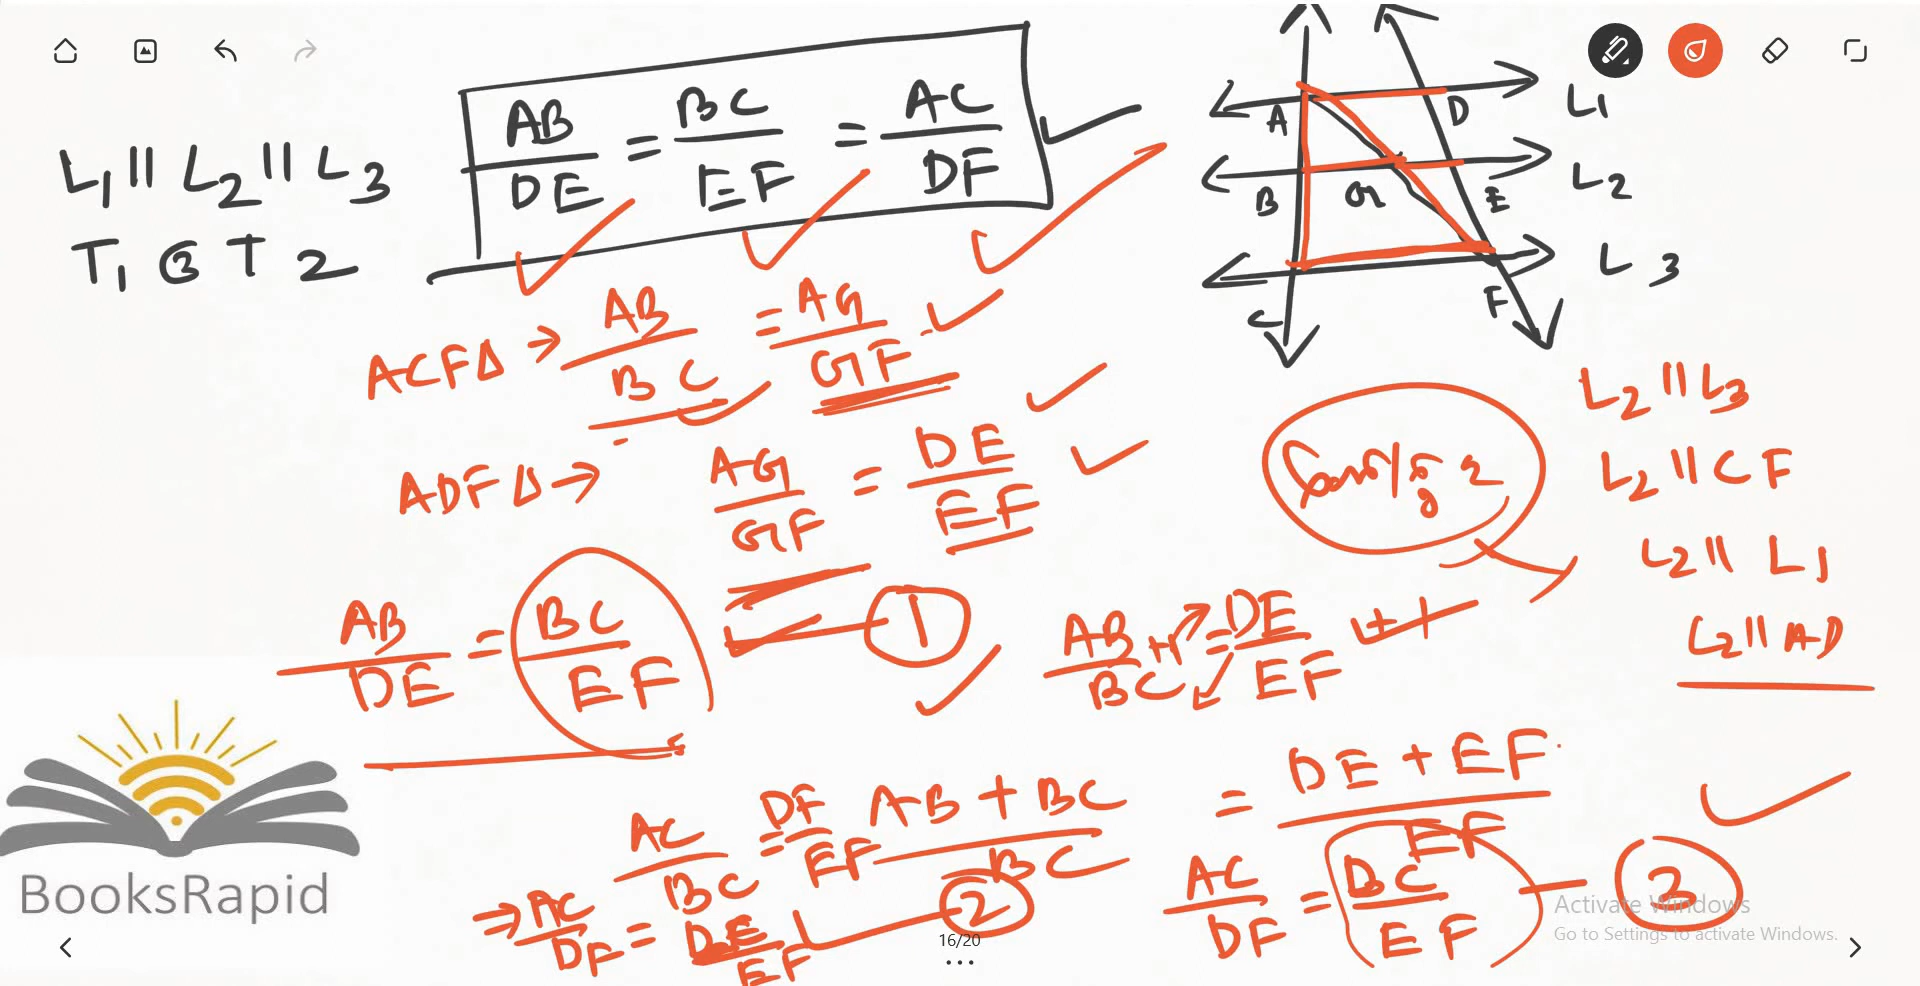 L1 || L2 || L3
T1 T2
AB/DE = BC/EF = AC/DF
A D L1
B G E L2
C F L3
ACF△ → AB/BC = AG/GF
ADF△ → AG/GF = DE/EF
L2 || L3
L2 || CF
L2 || L1
L2 || AD
AB/DE = BC/EF 1
AB/BC + 1 = DE/EF + 1
AB + BC / BC = DE + EF / EF
AC/BC = DF/EF
⇒ AC/DF = EF 2
AC/DF = BC/EF 2
BooksRapid
16/20
Activate Windows
Go to Settings to activate Windows.